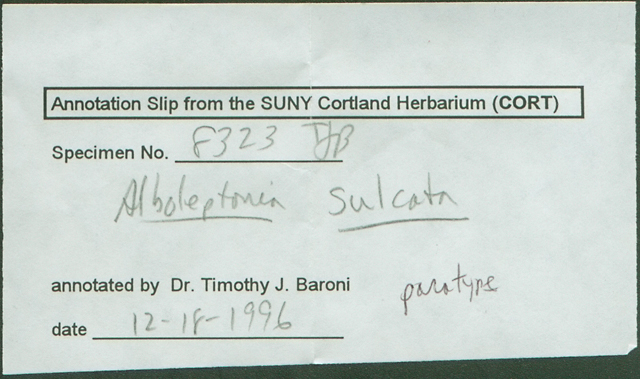 Annotation Slip from the SUNY Cortland Herbarium (CORT)
Specimen No. 8323 TJB
Alboleptonia sulcata
annotated by Dr. Timothy J. Baroni
paratype
date 12-18-1996